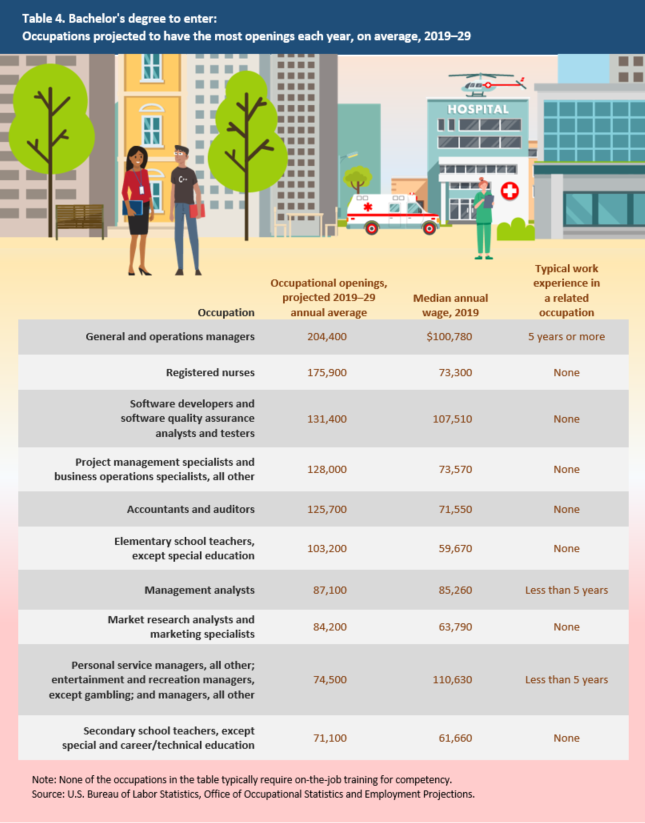 Table 4. Bachelor's degree to enter:
Occupations projected to have the most openings each year, on average, 2019–29
HOSPITAL
C++
Occupation
Occupational openings,
projected 2019–29
annual average
Median annual
wage, 2019
Typical work
experience in
a related
occupation
General and operations managers 204,400 $100,780 5 years or more
Registered nurses 175,900 73,300 None
Software developers and
software quality assurance 131,400 107,510 None
analysts and testers
Project management specialists and
business operations specialists, all other 128,000 73,570 None
Accountants and auditors 125,700 71,550 None
Elementary school teachers,
except special education 103,200 59,670 None
Management analysts 87,100 85,260 Less than 5 years
Market research analysts and
marketing specialists 84,200 63,790 None
Personal service managers, all other;
entertainment and recreation managers, 74,500 110,630 Less than 5 years
except gambling; and managers, all other
Secondary school teachers, except
special and career/technical education 71,100 61,660 None
Note: None of the occupations in the table typically require on-the-job training for competency.
Source: U.S. Bureau of Labor Statistics, Office of Occupational Statistics and Employment Projections.